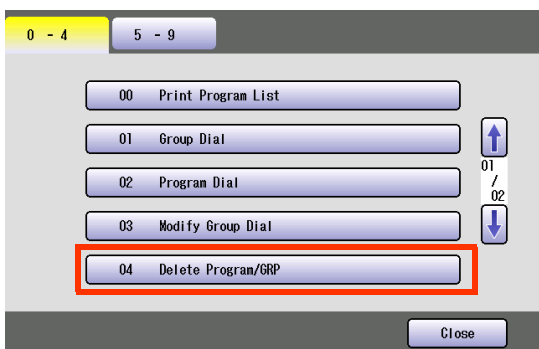 0 - 4
5 - 9
00 Print Program List
01 Group Dial
02 Program Dial
03 Modify Group Dial
04 Delete Program/GRP
01
/
02
Close